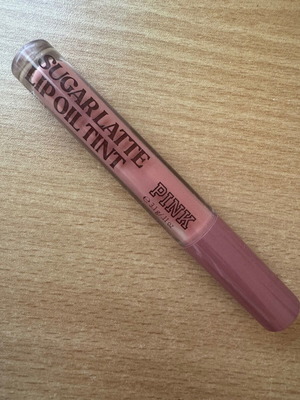 SUGAR LATTE
LIP OIL TINT
PINK